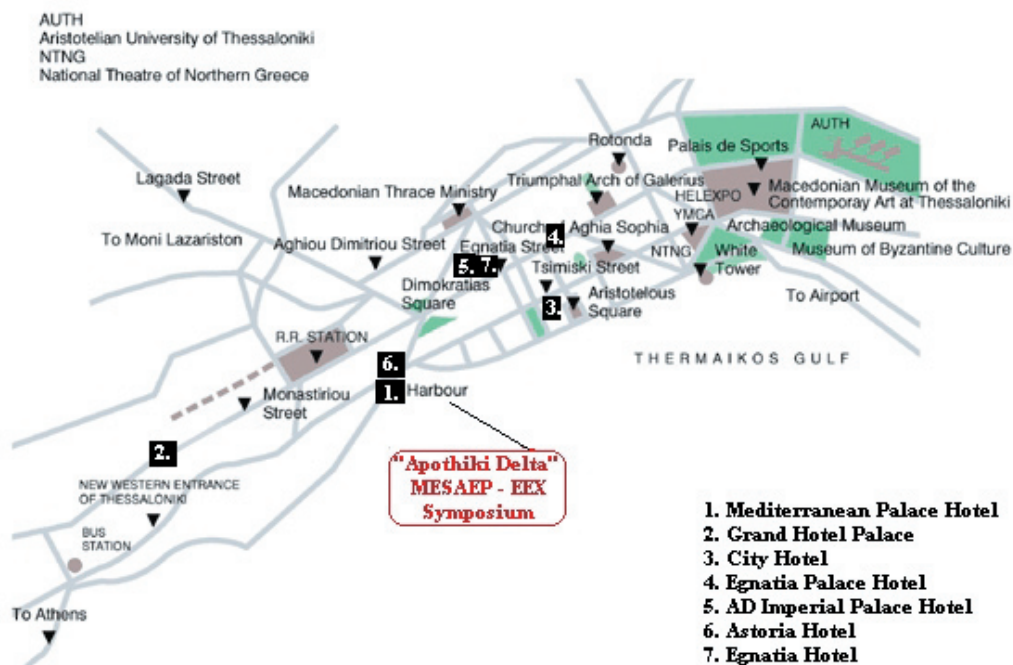 AUTH
Aristotelian University of Thessaloniki
NTNG
National Theatre of Northern Greece
AUTH
Rotonda
Palais de Sports
Lagada Street
Macedonian Thrace Ministry
Triumphal Arch of Galerius
HELEXPO
Macedonian Museum of the
Contemporay Art at Thessaloniki
YMCA
To Moni Lazariston
Aghiou Dimitriou Street
Church of Aghia Sophia
4.
Archaeological Museum
Egnatia Street
NTNG
White
Tower
Museum of Byzantine Culture
5. 7.
Tsimiski Street
Dimokratias
Square
3.
Aristotelous
Square
To Airport
R.R. STATION
THERMAIKOS GULF
6.
1.
Harbour
Monastiriou
Street
2.
"Apothiki Delta"
MESAEP - EEX
Symposium
NEW WESTERN ENTRANCE
OF THESSALONIKI
BUS
STATION
To Athens
1. Mediterranean Palace Hotel
2. Grand Hotel Palace
3. City Hotel
4. Egnatia Palace Hotel
5. AD Imperial Palace Hotel
6. Astoria Hotel
7. Egnatia Hotel